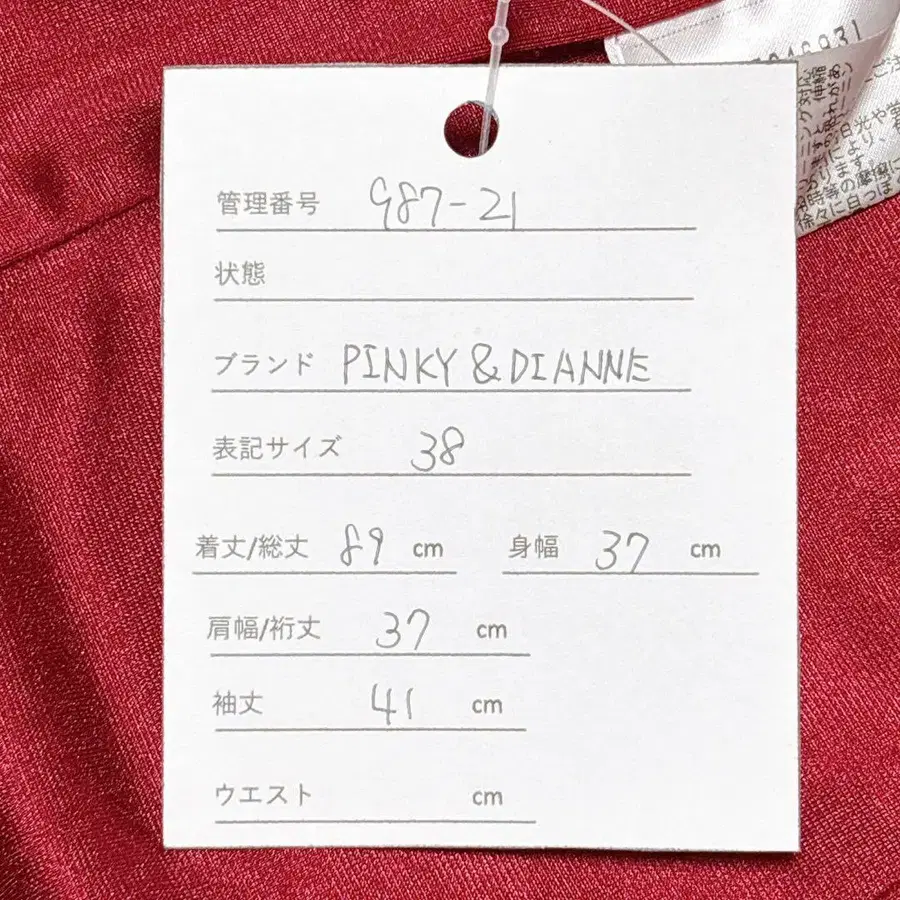 管理番号 987-21
状態
ブランド PINKY & DIANNE
表記サイズ 38
着丈/総丈 89 cm 身幅 37 cm
肩幅/裄丈 37 cm
袖丈 41 cm
ウエスト cm